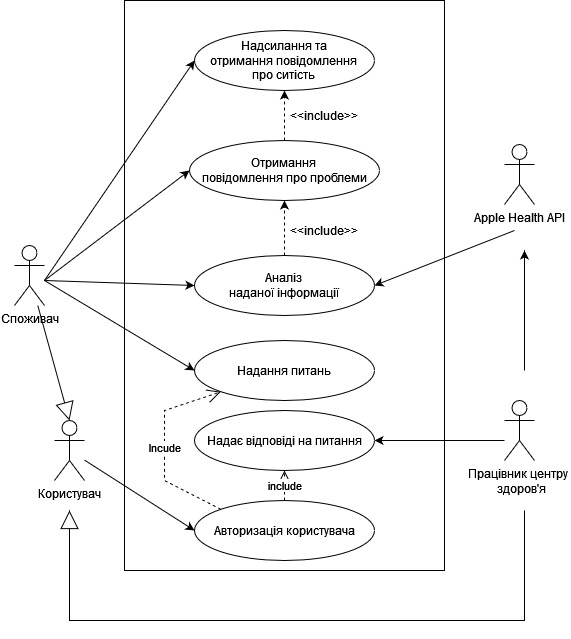 Надсилання та
отримання повідомлення
про ситість
<<include>>
Отримання
повідомлення про проблеми
Apple Health API
<<include>>
Аналіз
наданої інформації
Споживач
Надання питань
Incude
Надає відповіді на питання
Працівник центру
здоров'я
include
Користувач
Авторизація користувача